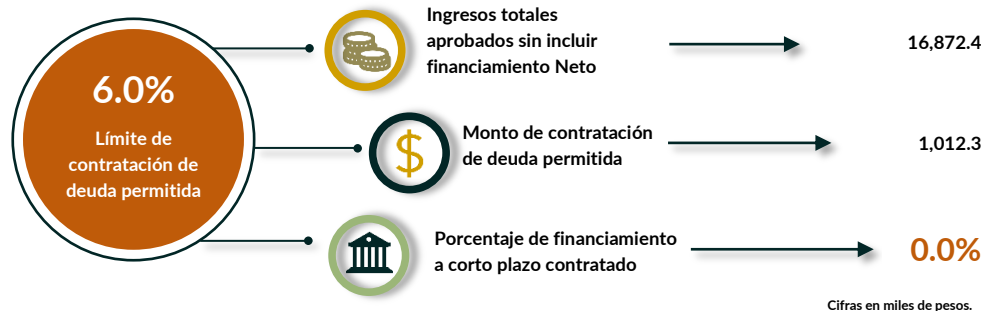 6.0%
Límite de
contratación de
deuda permitida
Ingresos totales
aprobados sin incluir
financiamiento Neto
16,872.4
$
Monto de contratación
de deuda permitida
1,012.3
Porcentaje de financiamiento
a corto plazo contratado
0.0%
Cifras en miles de pesos.